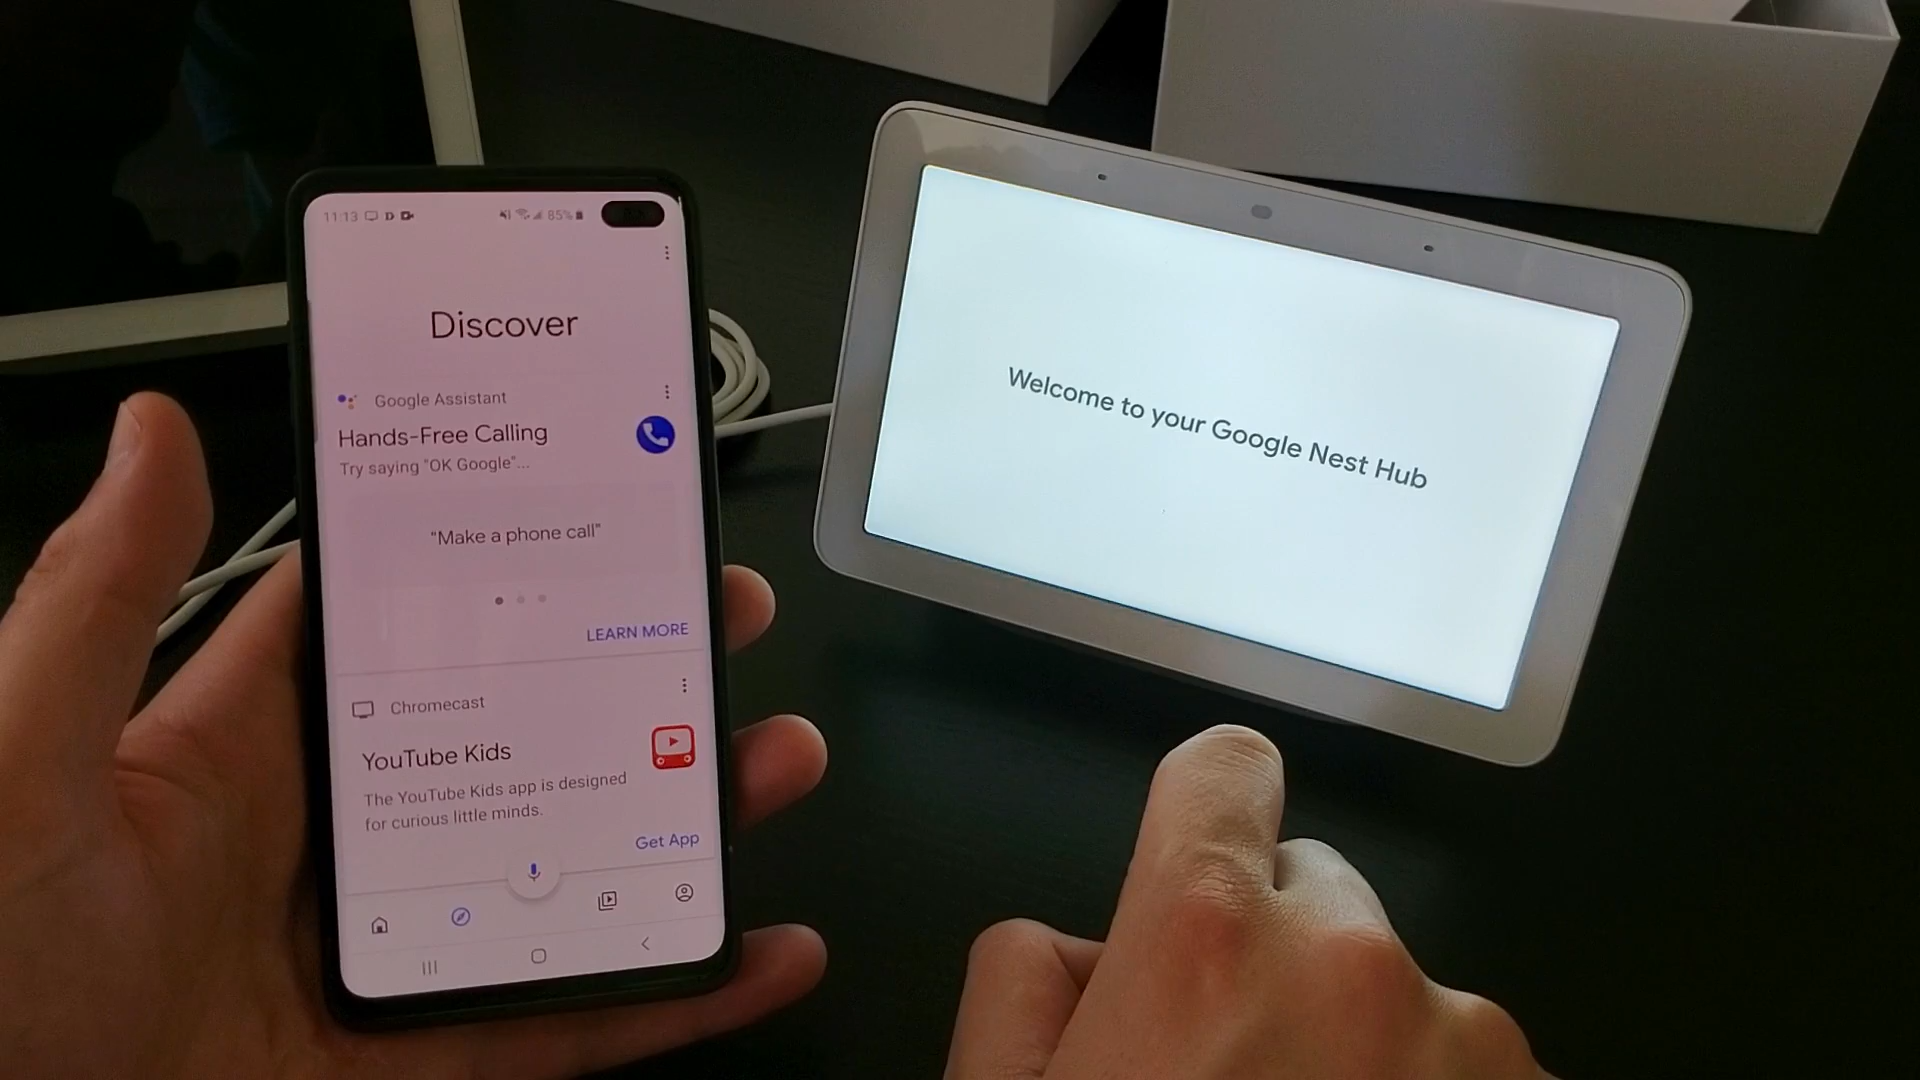 11:13 D 85%
Discover
Google Assistant
Hands-Free Calling
Try saying "OK Google"...
"Make a phone call"
LEARN MORE
Chromecast
YouTube Kids
The YouTube Kids app is designed
for curious little minds.
Get App
Welcome to your Google Nest Hub